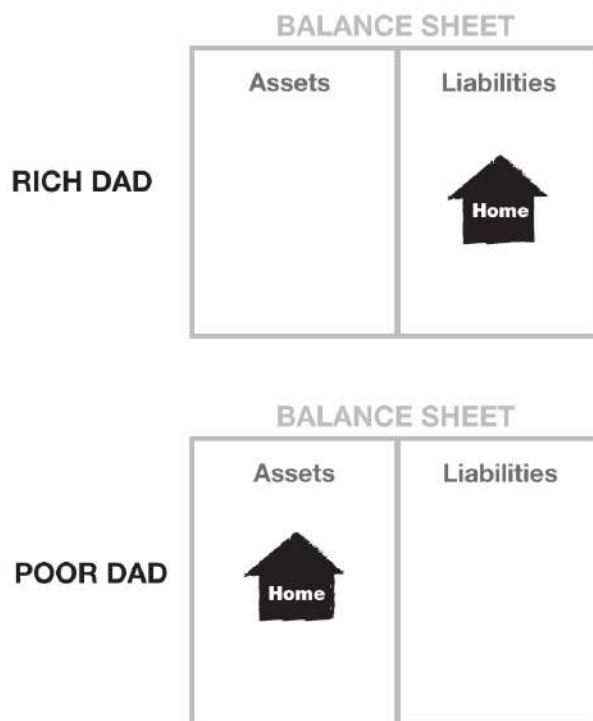 BALANCE SHEET
Assets Liabilities
RICH DAD
Home
BALANCE SHEET
Assets Liabilities
POOR DAD
Home